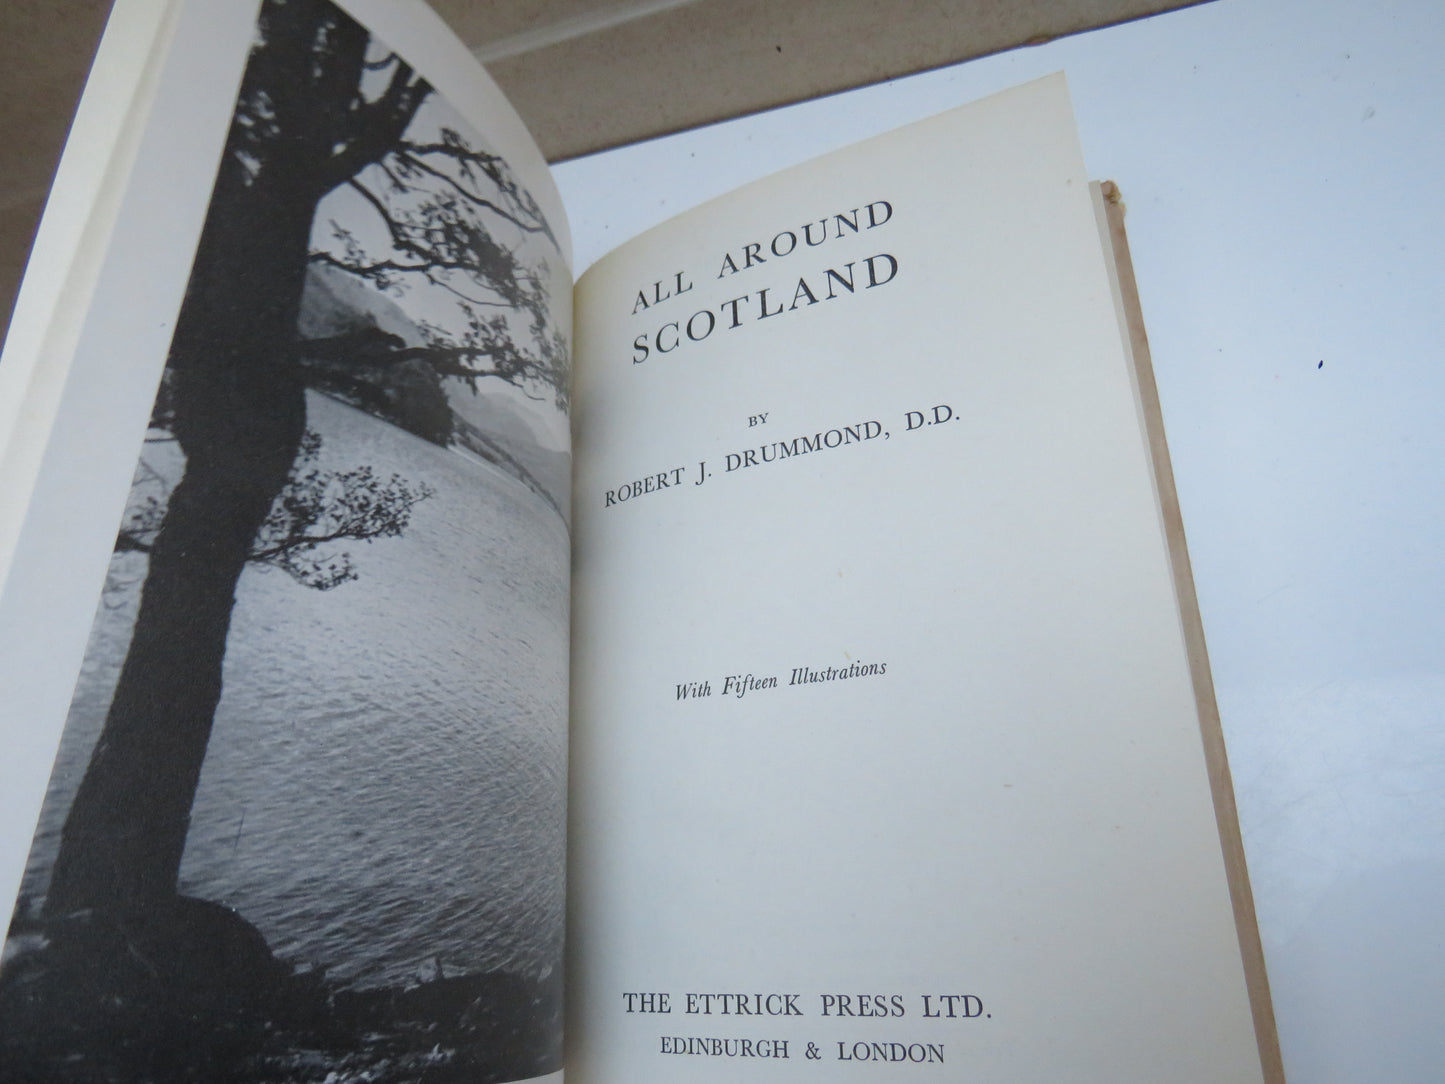 ALL AROUND
SCOTLAND
BY
ROBERT J. DRUMMOND, D.D.
With Fifteen Illustrations
THE ETTRICK PRESS LTD.
EDINBURGH & LONDON